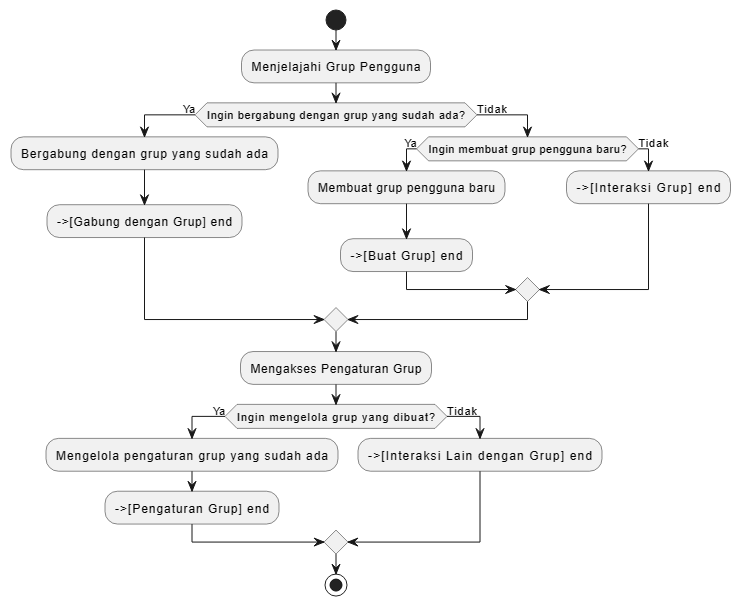 Menjelajahi Grup Pengguna
Ya
Ingin bergabung dengan grup yang sudah ada?
Tidak
Bergabung dengan grup yang sudah ada
->[Gabung dengan Grup] end
Ya
Ingin membuat grup pengguna baru?
Tidak
Membuat grup pengguna baru
->[Interaksi Grup] end
->[Buat Grup] end
Mengakses Pengaturan Grup
Ya
Ingin mengelola grup yang dibuat?
Tidak
Mengelola pengaturan grup yang sudah ada
->[Interaksi Lain dengan Grup] end
->[Pengaturan Grup] end